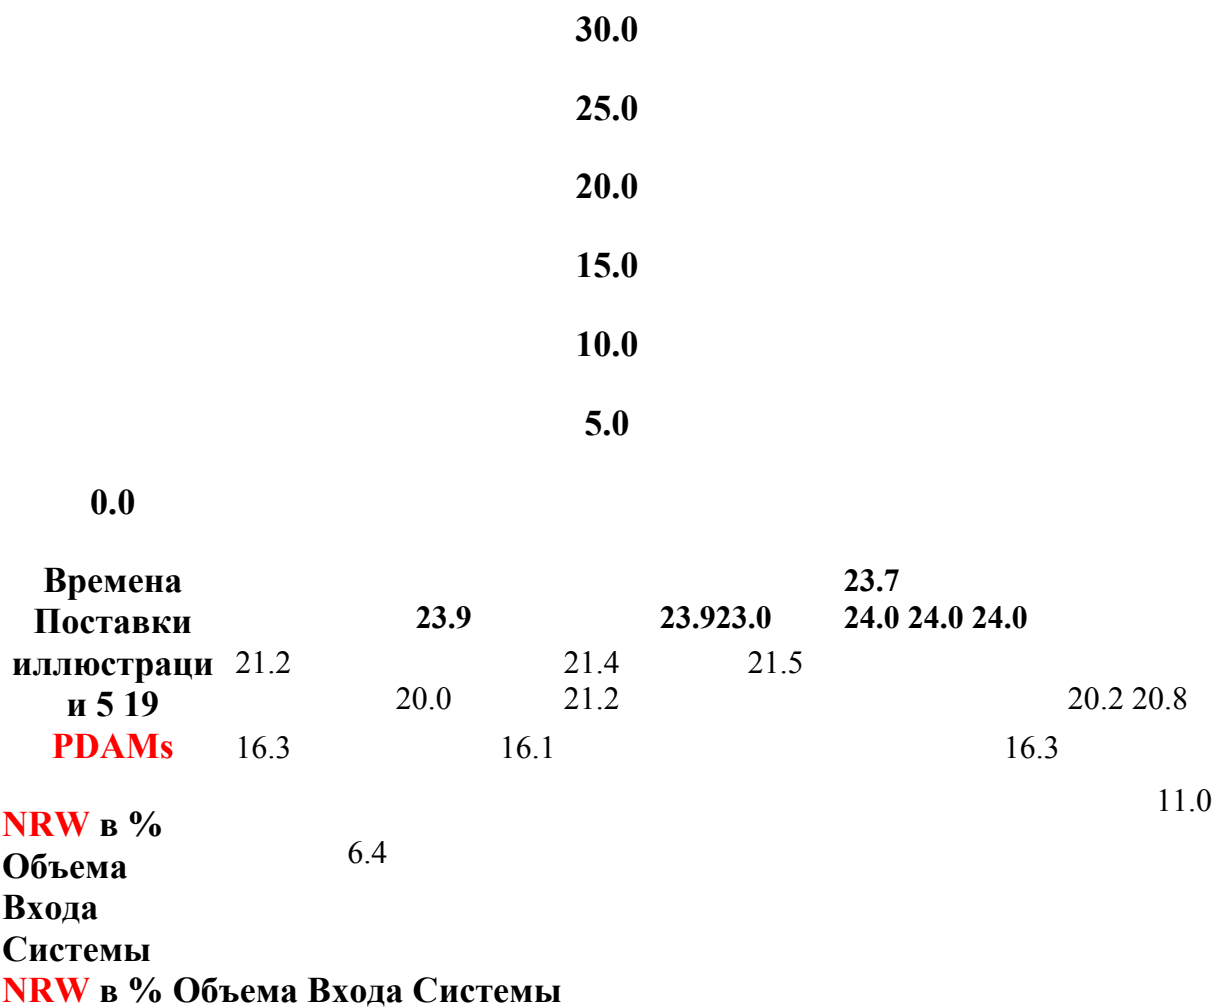 30.0
25.0
20.0
15.0
10.0
5.0
0.0
Времена
Поставки
иллюстраци
и 5 19
PDAMs
23.7
23.9 23.923.0 24.0 24.0 24.0
21.2 21.4 21.5
20.0 21.2 20.2 20.8
16.3 16.1 16.3
11.0
6.4
NRW в %
Объема
Входа
Системы
NRW в % Объема Входа Системы